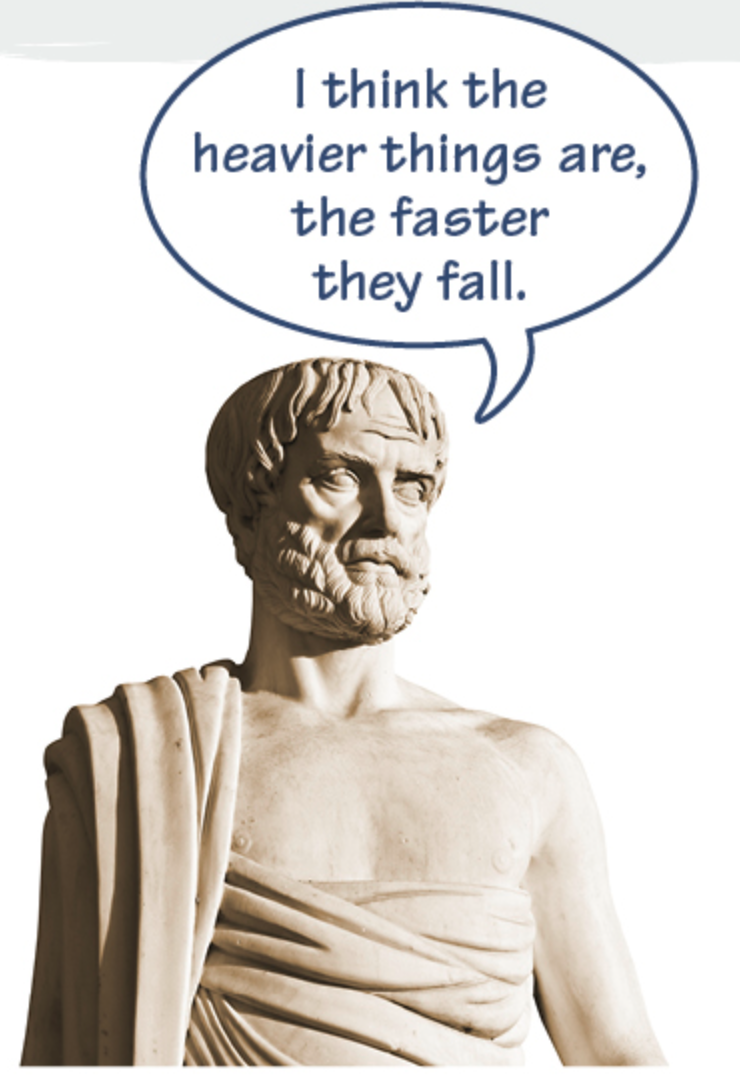 I think the
heavier things are,
the faster
they fall.